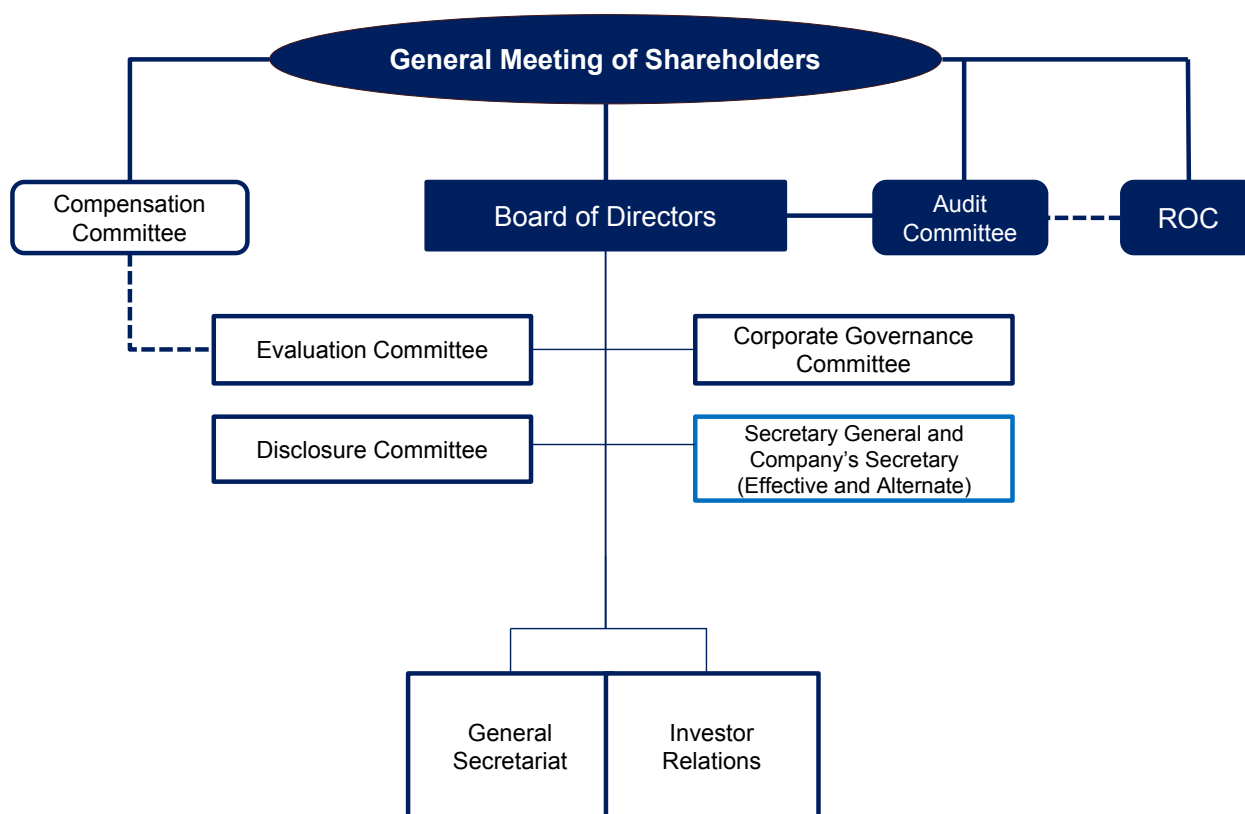 General Meeting of Shareholders
Compensation
Committee
Board of Directors
Audit
Committee
ROC
Evaluation Committee
Corporate Governance
Committee
Disclosure Committee
Secretary General and
Company’s Secretary
(Effective and Alternate)
General
Secretariat
Investor
Relations